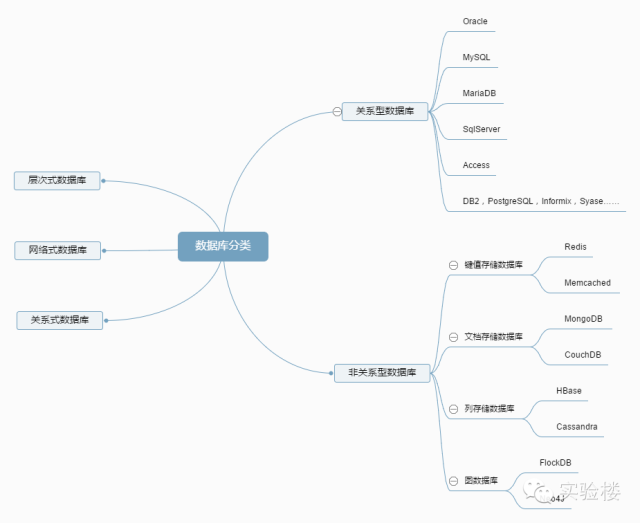 数据库分类
层次式数据库
网络式数据库
关系式数据库
关系型数据库
Oracle
MySQL
MariaDB
SqlServer
Access
DB2，PostgreSQL，Informix，Syase……
非关系型数据库
键值存储数据库
Redis
Memcached
文档存储数据库
MongoDB
CouchDB
列存储数据库
HBase
Cassandra
图数据库
FlockDB
实验楼